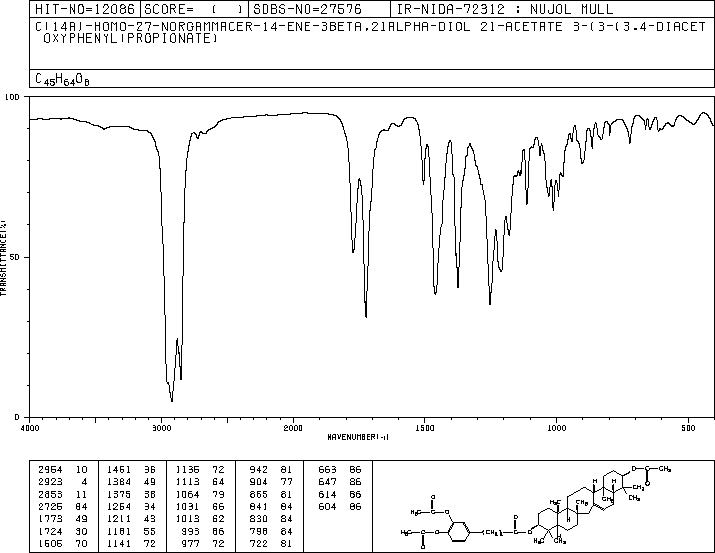 HIT-NO=12086 SCORE= ( ) SDBS-NO=27576 IR-NIDA-72312 : NUJOL MULL
C(14A)-HOMO-27-NORGAMMACER-14-ENE-3BETA,21ALPHA-DIOL 21-ACETATE 3-(3-(3,4-DIACET
OXYPHENYL)PROPIONATE)
C45H64O8
100
50
0
TRANSMITTANCE(%)
4000 3000 2000 1500 1000 500
WAVENUMBER(-1)
2954 10 1461 36 1136 72 942 81 663 86
2923 4 1384 49 1113 64 904 77 647 86
2853 11 1375 38 1064 79 865 81 614 86
2725 84 1254 34 1031 66 841 84 604 86
1773 49 1211 43 1013 62 830 84
1724 30 1181 55 993 86 798 84
1505 70 1141 72 977 72 722 81